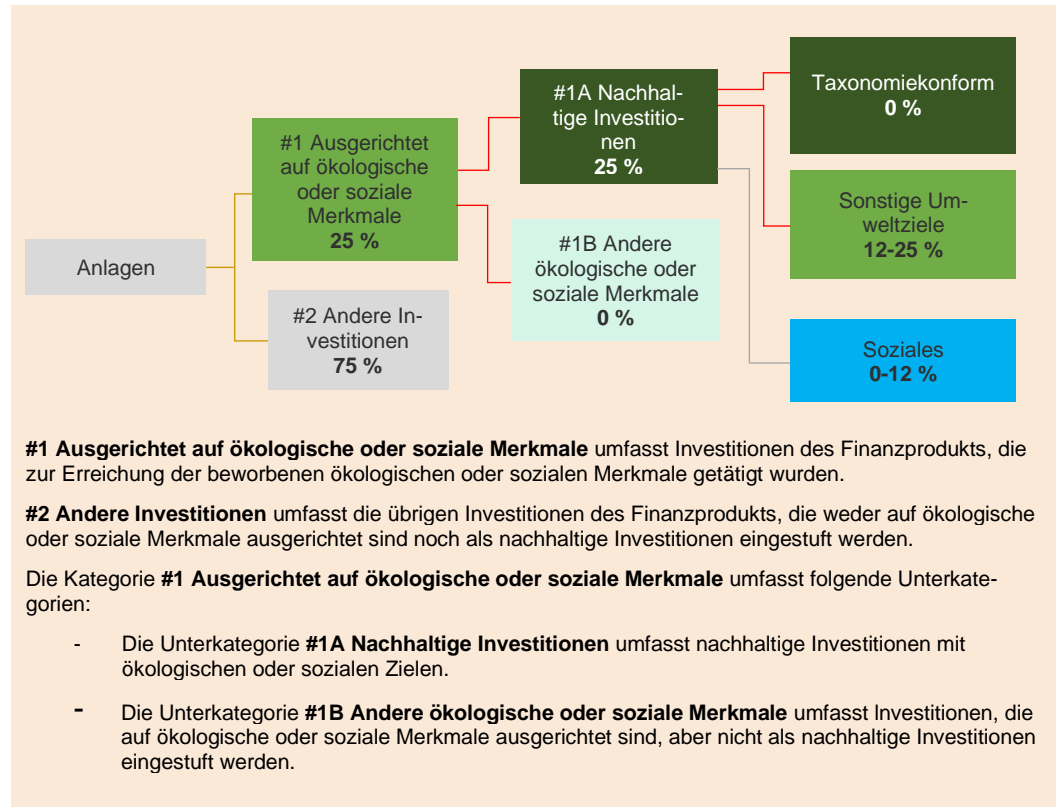 Anlagen
#1 Ausgerichtet
auf ökologische
oder soziale
Merkmale
25 %
#2 Andere In-
vestitionen
75 %
#1A Nachhal-
tige Investitio-
nen
25 %
#1B Andere
ökologische oder
soziale Merkmale
0 %
Taxonomiekonform
0 %
Sonstige Um-
weltziele
12-25 %
Soziales
0-12 %
#1 Ausgerichtet auf ökologische oder soziale Merkmale umfasst Investitionen des Finanzprodukts, die
zur Erreichung der beworbenen ökologischen oder sozialen Merkmale getätigt wurden.
#2 Andere Investitionen umfasst die übrigen Investitionen des Finanzprodukts, die weder auf ökologische
oder soziale Merkmale ausgerichtet sind noch als nachhaltige Investitionen eingestuft werden.
Die Kategorie #1 Ausgerichtet auf ökologische oder soziale Merkmale umfasst folgende Unterkate-
gorien:
- Die Unterkategorie #1A Nachhaltige Investitionen umfasst nachhaltige Investitionen mit
ökologischen oder sozialen Zielen.
- Die Unterkategorie #1B Andere ökologische oder soziale Merkmale umfasst Investitionen, die
auf ökologische oder soziale Merkmale ausgerichtet sind, aber nicht als nachhaltige Investitionen
eingestuft werden.